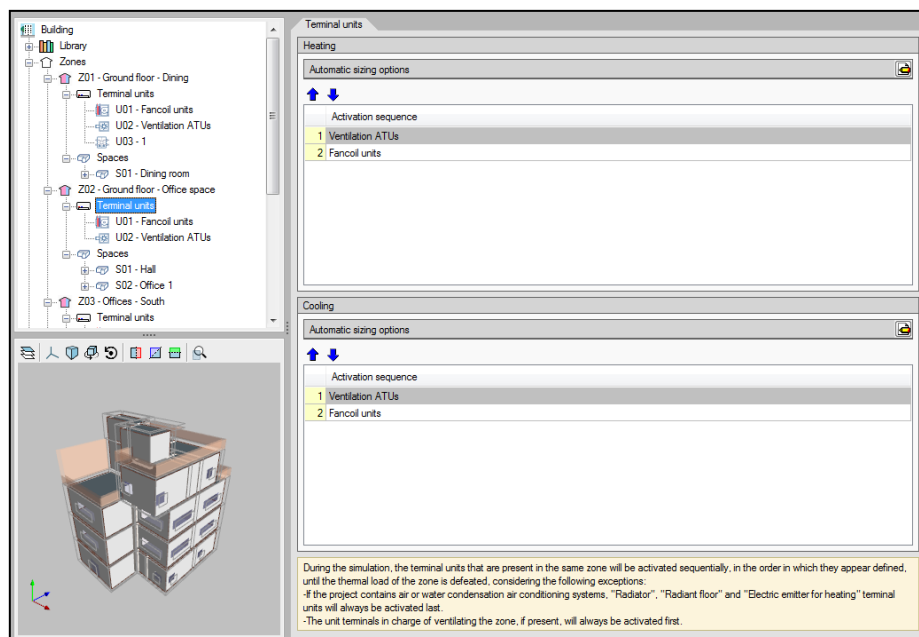 Building
Library
Zones
Z01 - Ground floor - Dining
Terminal units
U01 - Fancoil units
U02 - Ventilation ATUs
U03 - 1
Spaces
S01 - Dining room
Z02 - Ground floor - Office space
Terminal units
U01 - Fancoil units
U02 - Ventilation ATUs
Spaces
S01 - Hall
S02 - Office 1
Z03 - Offices - South
Terminal units
Terminal units
Heating
Automatic sizing options
Activation sequence
1 Ventilation ATUs
2 Fancoil units
Cooling
Automatic sizing options
Activation sequence
1 Ventilation ATUs
2 Fancoil units
During the simulation, the terminal units that are present in the same zone will be activated sequentially, in the order in which they appear defined,
until the thermal load of the zone is defeated, considering the following exceptions:
-If the project contains air or water condensation air conditioning systems, "Radiator", "Radiant floor" and "Electric emitter for heating" terminal
units will always be activated last.
-The unit terminals in charge of ventilating the zone, if present, will always be activated first.